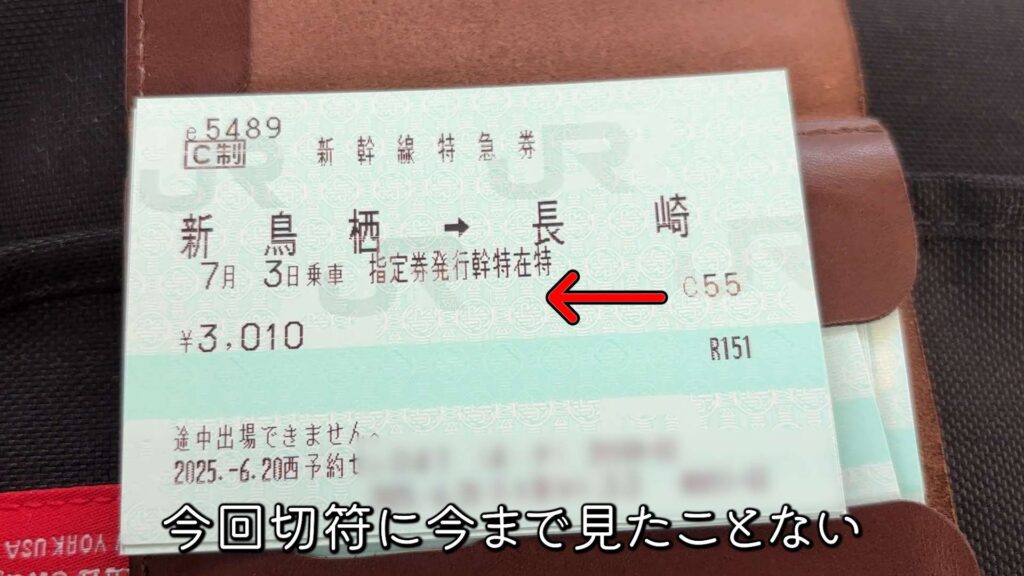 e5489
C制
新幹線特急券
新鳥栖➡長崎
7月 3日乗車 指定券発行幹特在特
C55
¥3,010
R151
途中出場できません。
2025.-6.20西予約セ
YORK USA
今回切符に今まで見たことない